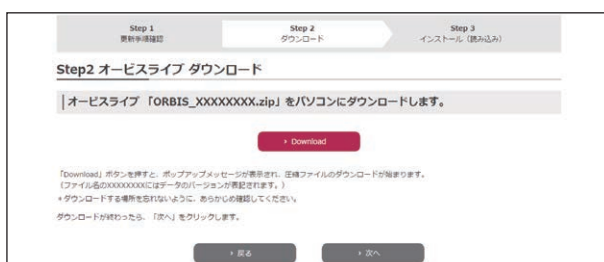 Step 1
更新手順確認
Step 2
ダウンロード
Step 3
インストール（読み込み）
Step2 オービスライブ ダウンロード
オービスライブ 「ORBIS_XXXXXXXX.zip」をパソコンにダウンロードします。
Download
「Download」ボタンを押すと、ポップアップメッセージが表示され、圧縮ファイルのダウンロードが始まります。
（ファイル名のXXXXXXXXにはデータのバージョンが表記されます。）
＊ダウンロードする場所を忘れないように、あらかじめ確認してください。
ダウンロードが終わったら、「次へ」をクリックします。
戻る
次へ